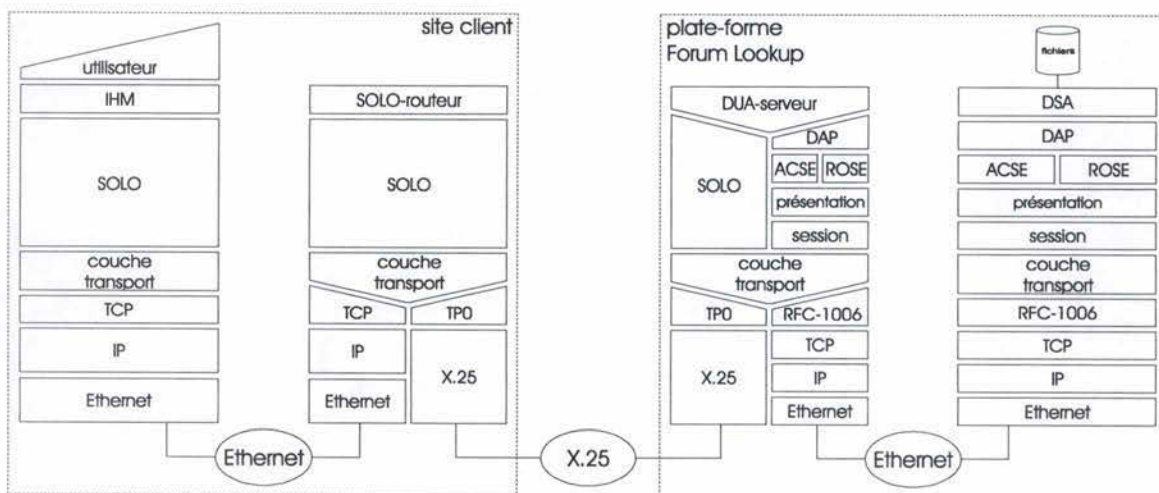 site client
utilisateur
IHM
SOLO
couche
transport
TCP
IP
Ethernet
SOLO-routeur
SOLO
couche
transport
TCP
TP0
IP
X.25
Ethernet
Ethernet
X.25
plate-forme
Forum Lookup
fichiers
DUA-serveur
DAP
SOLO
ACSE
ROSE
présentation
session
couche
transport
TP0
RFC-1006
X.25
TCP
IP
Ethernet
DSA
DAP
ACSE
ROSE
présentation
session
couche
transport
RFC-1006
TCP
IP
Ethernet
Ethernet